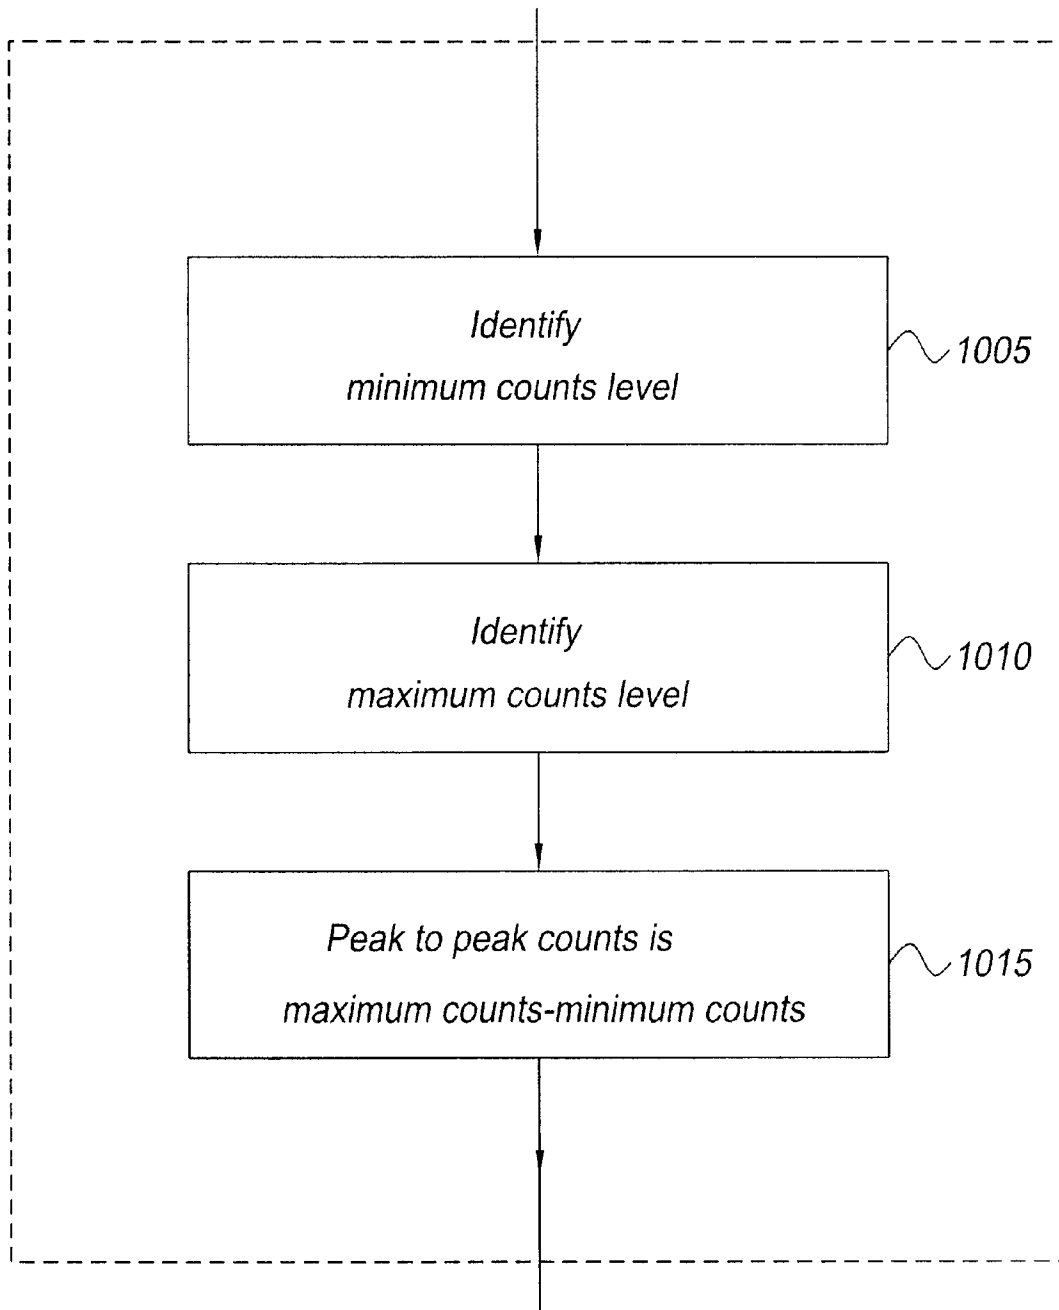 Identify
minimum counts level
1005
Identify
maximum counts level
1010
Peak to peak counts is
maximum counts-minimum counts
1015